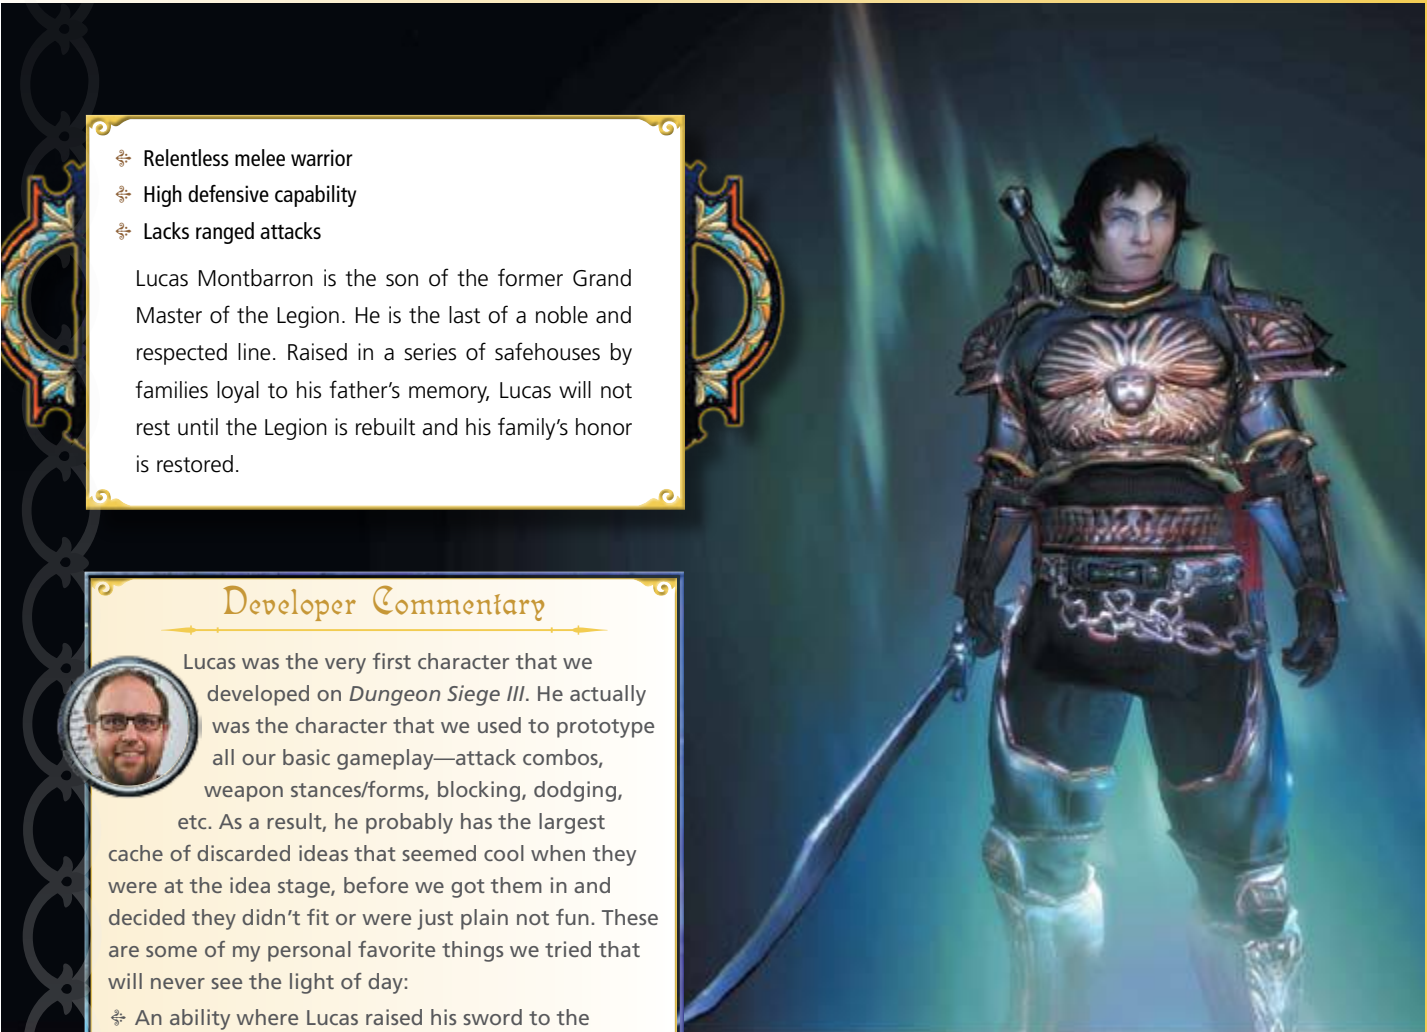 Relentless melee warrior
High defensive capability
Lacks ranged attacks
Lucas Montbarron is the son of the former Grand
Master of the Legion. He is the last of a noble and
respected line. Raised in a series of safehouses by
families loyal to his father’s memory, Lucas will not
rest until the Legion is rebuilt and his family’s honor
is restored.
Developer Commentary
Lucas was the very first character that we
developed on Dungeon Siege III. He actually
was the character that we used to prototype
all our basic gameplay—attack combos,
weapon stances/forms, blocking, dodging,
etc. As a result, he probably has the largest
cache of discarded ideas that seemed cool when they
were at the idea stage, before we got them in and
decided they didn’t fit or were just plain not fun. These
are some of my personal favorite things we tried that
will never see the light of day:
An ability where Lucas raised his sword to the